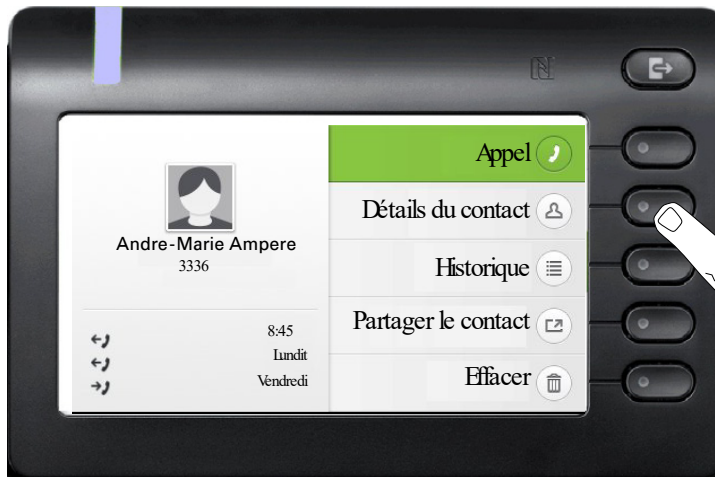 Appel
Détails du contact
Andre-Marie Ampere
3336
Historique
8:45
Partager le contact
Lundit
Vendredi
Effacer